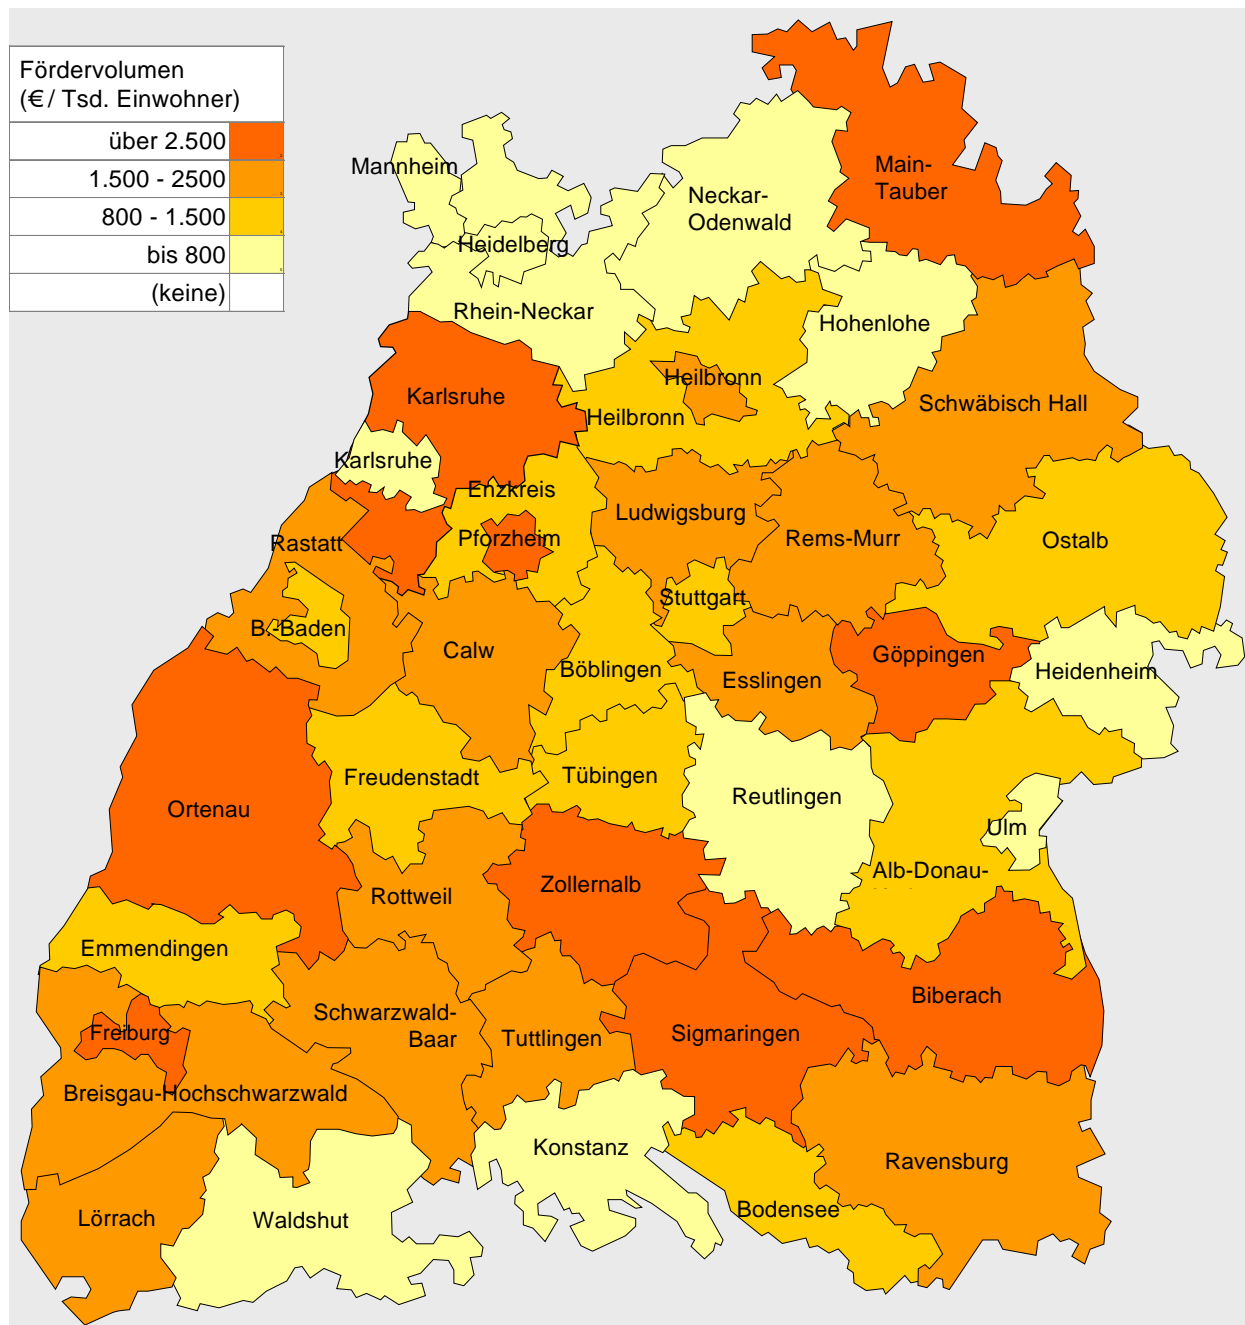 Fördervolumen
(€ / Tsd. Einwohner)
über 2.500
1.500 - 2500
800 - 1.500
bis 800
(keine)
Main-
Tauber
Mannheim
Neckar-
Odenwald
Heidelberg
Rhein-Neckar
Hohenlohe
Heilbronn
Karlsruhe
Schwäbisch Hall
Heilbronn
Karlsruhe
Enzkreis
Ludwigsburg
Rastatt
Pforzheim
Rems-Murr
Ostalb
Stuttgart
B.-Baden
Calw
Böblingen
Esslingen
Göppingen
Heidenheim
Freudenstadt
Tübingen
Reutlingen
Ortenau
Ulm
Alb-Donau-
Zollernalb
Rottweil
Emmendingen
Biberach
Schwarzwald-
Baar
Freiburg
Tuttlingen
Sigmaringen
Breisgau-Hochschwarzwald
Konstanz
Ravensburg
Lörrach
Waldshut
Bodensee